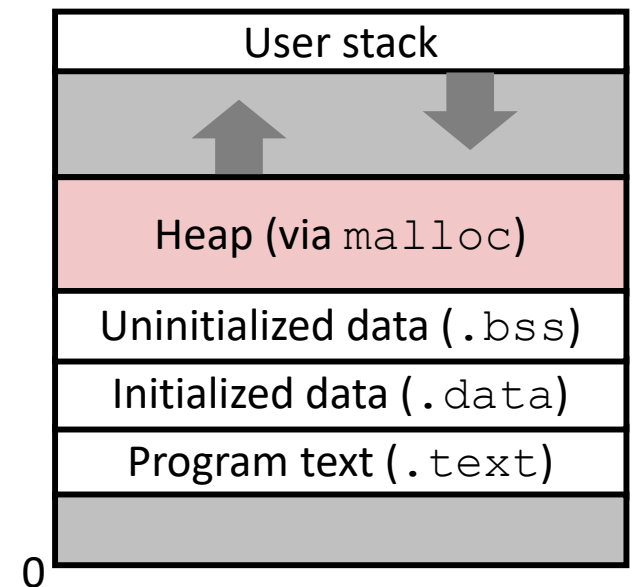 User stack
Heap (via malloc)
Uninitialized data (.bss)
Initialized data (.data)
Program text (.text)
0